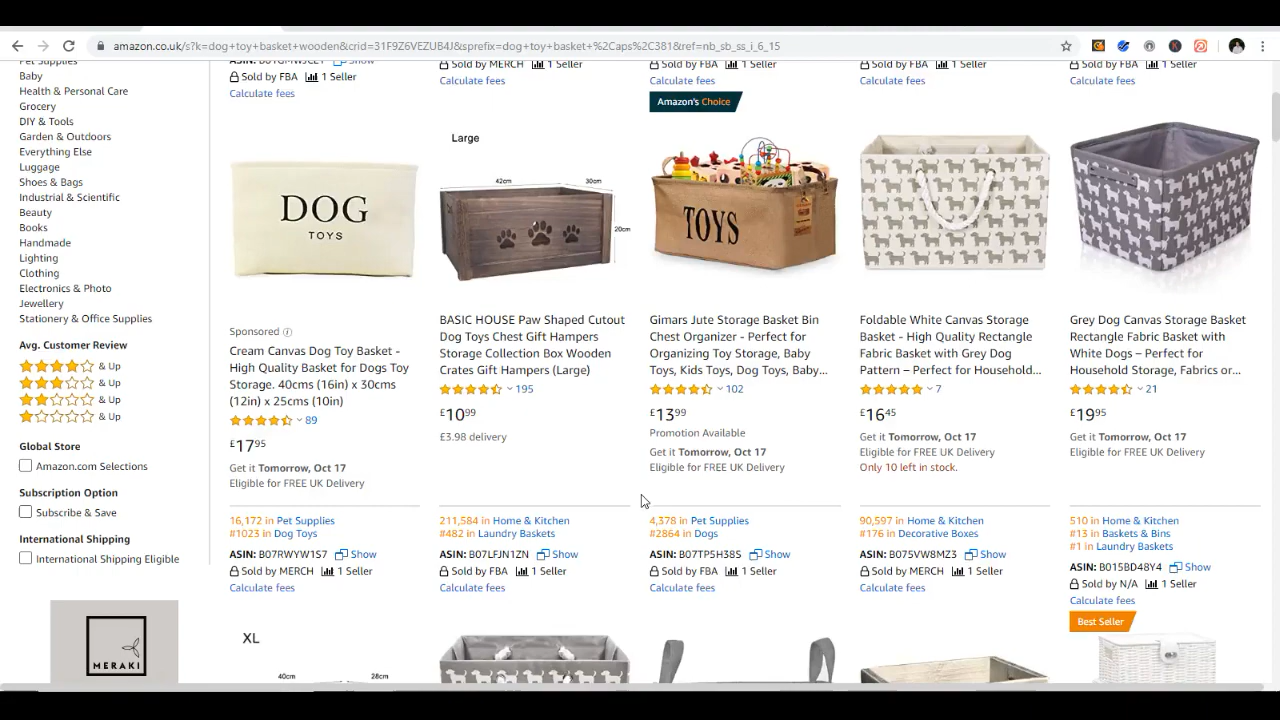 amazon.co.uk/s?k=dog+toy+basket+wooden&crid=31F9Z6VEZUB4J&sprefix=dog+toy+basket+%2Caps%2C381&ref=nb_sb_ss_i_6_15
Pet Supplies
Baby
Health & Personal Care
Grocery
DIY & Tools
Garden & Outdoors
Everything Else
Luggage
Shoes & Bags
Industrial & Scientific
Beauty
Books
Handmade
Lighting
Clothing
Electronics & Photo
Jewellery
Stationery & Office Supplies
Avg. Customer Review
& Up
& Up
& Up
& Up
Global Store
Amazon.com Selections
Subscription Option
Subscribe & Save
International Shipping
International Shipping Eligible
MERAKI
Show
Sold by FBA 1 Seller
Calculate fees
DOG
TOYS
Sponsored
Cream Canvas Dog Toy Basket -
High Quality Basket for Dogs Toy
Storage. 40cms (16in) x 30cms
(12in) x 25cms (10in)
89
£17.95
Get it Tomorrow, Oct 17
Eligible for FREE UK Delivery
16,172 in Pet Supplies
#1023 in Dog Toys
ASIN: B07RWYW1S7 Show
Sold by MERCH 1 Seller
Calculate fees
XL
40cm 28cm
Sold by MERCH 1 Seller
Calculate fees
Large
42cm 30cm
20cm
BASIC HOUSE Paw Shaped Cutout
Dog Toys Chest Gift Hampers
Storage Collection Box Wooden
Crates Gift Hampers (Large)
195
£10.99
£3.98 delivery
211,584 in Home & Kitchen
#482 in Laundry Baskets
ASIN: B07LFJN1ZN Show
Sold by FBA 1 Seller
Calculate fees
Sold by FBA 1 Seller
Calculate fees
Amazon's Choice
TOYS
Gimars Jute Storage Basket Bin
Chest Organizer - Perfect for
Organizing Toy Storage, Baby
Toys, Kids Toys, Dog Toys, Baby...
102
£13.99
Promotion Available
Get it Tomorrow, Oct 17
Eligible for FREE UK Delivery
4,378 in Pet Supplies
#2864 in Dogs
ASIN: B07TP5H38S Show
Sold by FBA 1 Seller
Calculate fees
Sold by FBA 1 Seller
Calculate fees
Foldable White Canvas Storage
Basket - High Quality Rectangle
Fabric Basket with Grey Dog
Pattern – Perfect for Household...
7
£16.45
Get it Tomorrow, Oct 17
Eligible for FREE UK Delivery
Only 10 left in stock.
90,597 in Home & Kitchen
#176 in Decorative Boxes
ASIN: B075VW8MZ3 Show
Sold by MERCH 1 Seller
Calculate fees
Sold by FBA 1 Seller
Calculate fees
Grey Dog Canvas Storage Basket
Rectangle Fabric Basket with
White Dogs – Perfect for
Household Storage, Fabrics or...
21
£19.95
Get it Tomorrow, Oct 17
Eligible for FREE UK Delivery
510 in Home & Kitchen
#13 in Baskets & Bins
#1 in Laundry Baskets
ASIN: B015BD48Y4 Show
Sold by N/A 1 Seller
Calculate fees
Best Seller